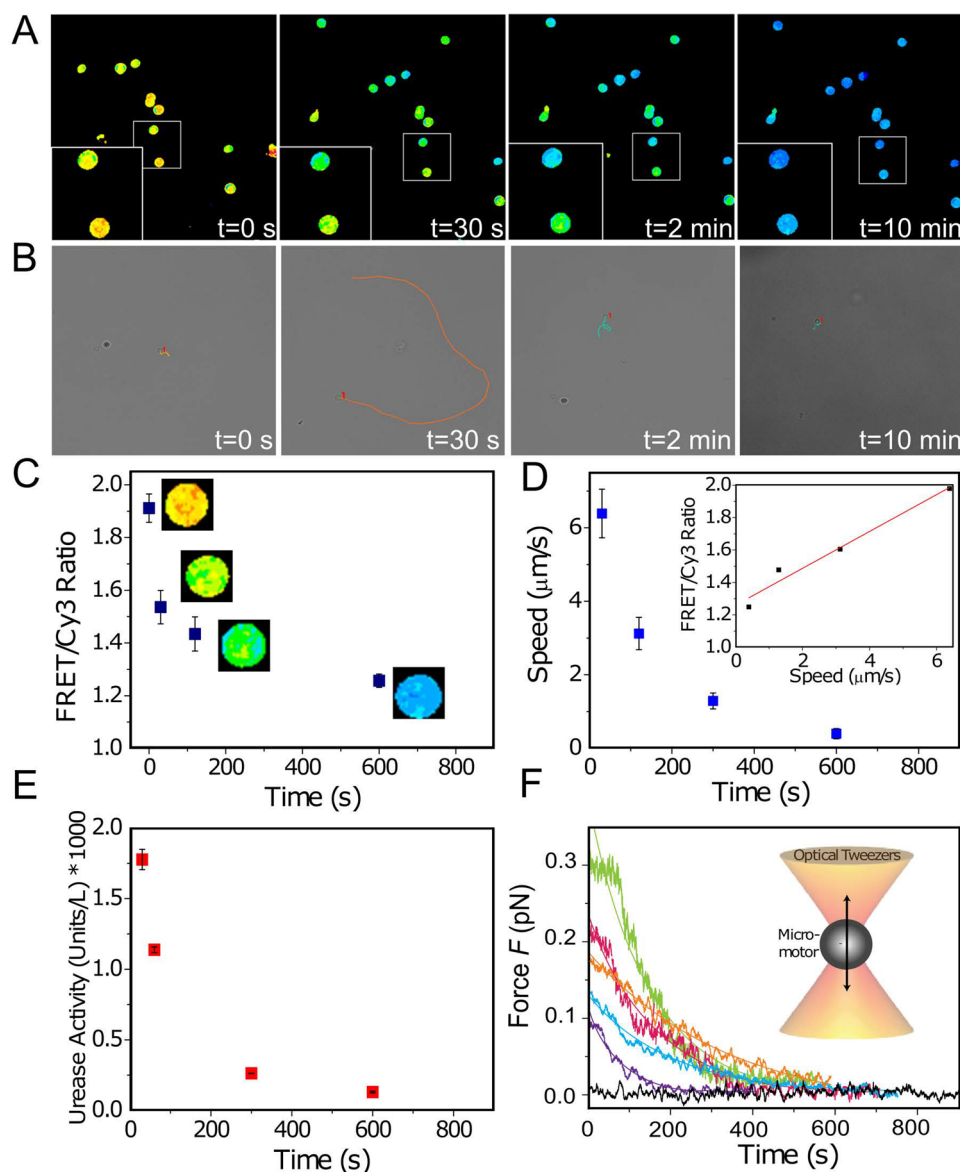 A
t=0 s
t=30 s
t=2 min
t=10 min
B
1
1
1
1
t=0 s
t=30 s
t=2 min
t=10 min
C
FRET/Cy3 Ratio
2.0
1.8
1.6
1.4
1.2
1.0
0
200
400
600
800
Time (s)
D
Speed (μm/s)
6
4
2
0
0
200
400
600
800
Time (s)
FRET/Cy3 Ratio
2.0
1.8
1.6
1.4
1.2
1.0
0
2
4
6
Speed (μm/s)
E
Urease Activity (Units/L) *1000
2.0
1.5
1.0
0.5
0.0
0
200
400
600
800
Time (s)
F
Force F (pN)
0.3
0.2
0.1
0.0
0
200
400
600
800
Time (s)
Optical Tweezers
Micro-
motor